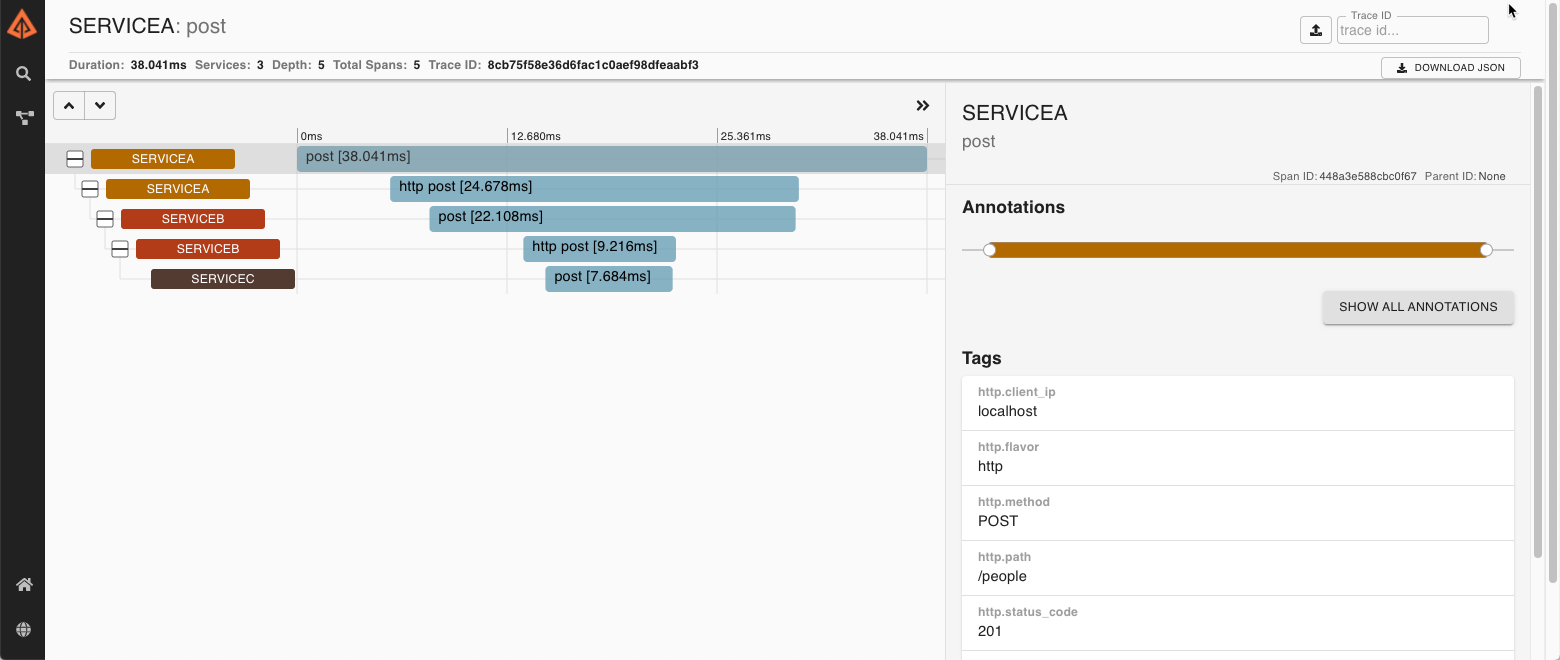 SERVICEA: post
Trace ID
trace id...
Duration: 38.041ms Services: 3 Depth: 5 Total Spans: 5 Trace ID: 8cb75f58e36d6fac1c0aef98dfeaabf3
DOWNLOAD JSON
0ms 12.680ms 25.361ms 38.041ms
SERVICEA post [38.041ms]
SERVICEA http post [24.678ms]
SERVICEB post [22.108ms]
SERVICEB http post [9.216ms]
SERVICEC post [7.684ms]
SERVICEA
post
Span ID: 448a3e588cbc0f67 Parent ID: None
Annotations
SHOW ALL ANNOTATIONS
Tags
http.client_ip
localhost
http.flavor
http
http.method
POST
http.path
/people
http.status_code
201